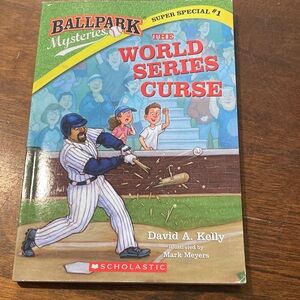 BALLPARK
Mysteries
SUPER SPECIAL #1
THE
WORLD
SERIES
CURSE
David A. Kelly
illustrated by
Mark Meyers
SCHOLASTIC